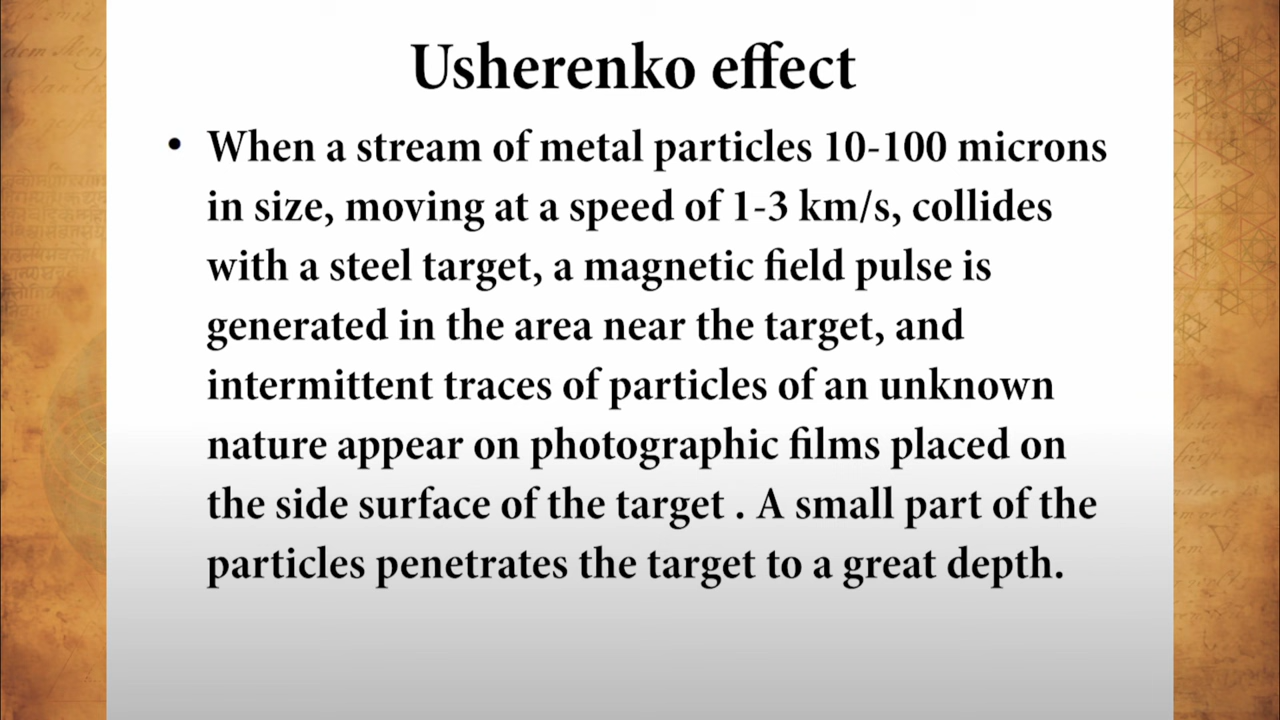 Usherenko effect
• When a stream of metal particles 10-100 microns
in size, moving at a speed of 1-3 km/s, collides
with a steel target, a magnetic field pulse is
generated in the area near the target, and
intermittent traces of particles of an unknown
nature appear on photographic films placed on
the side surface of the target . A small part of the
particles penetrates the target to a great depth.